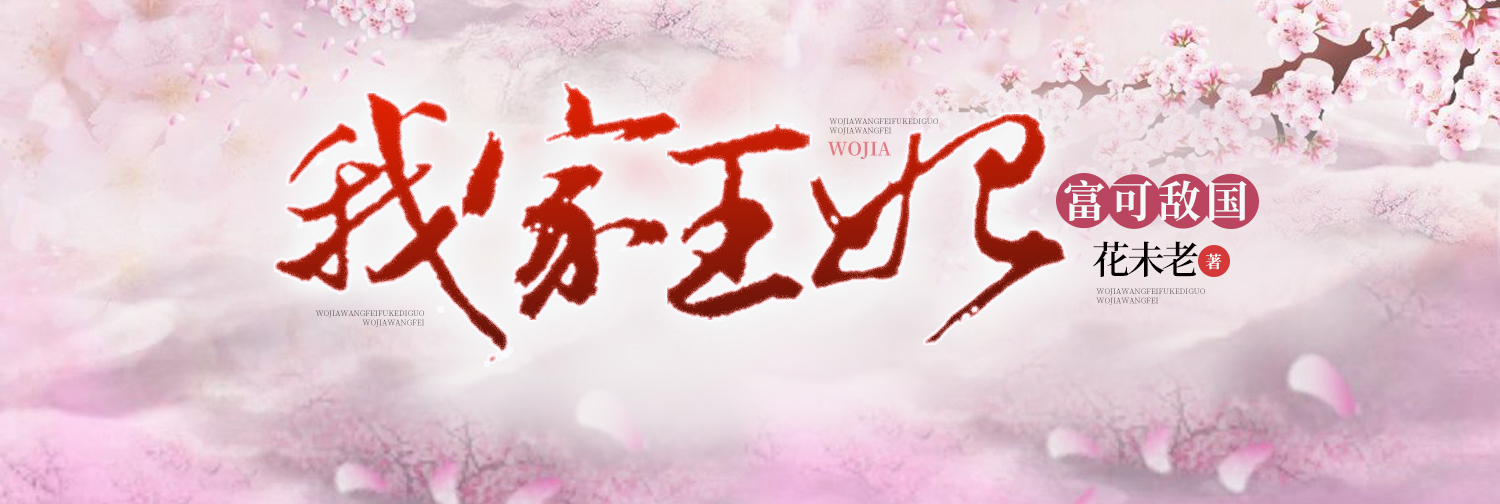 我家王妃
WOJIAWANGFEIFUKEDIGUO
WOJIAWANGFEI
WOJIA
富可敌国
花未老 著
WOJIAWANGFEIFUKEDIGUO
WOJIAWANGFEI
WOJIAWANGFEIFUKEDIGUO
WOJIAWANGFEI